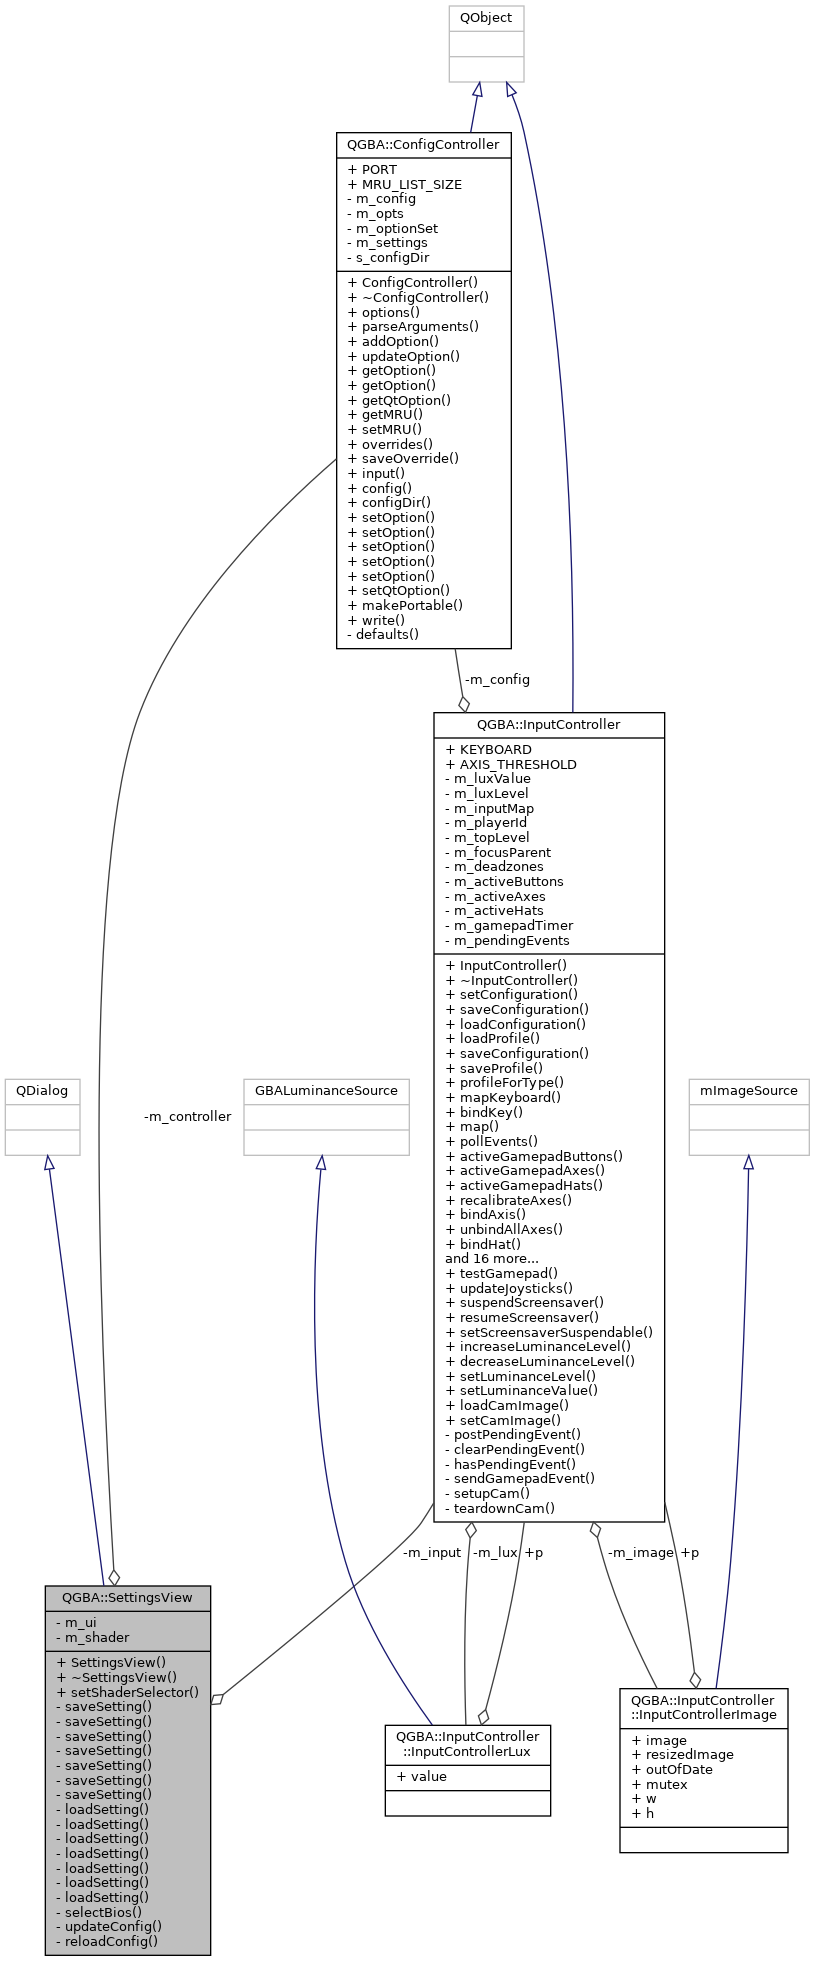 QObject
QGBA::ConfigController
+ PORT
+ MRU_LIST_SIZE
- m_config
- m_opts
- m_optionSet
- m_settings
- s_configDir
+ ConfigController()
+ ~ConfigController()
+ options()
+ parseArguments()
+ addOption()
+ updateOption()
+ getOption()
+ getOption()
+ getQtOption()
+ getMRU()
+ setMRU()
+ overrides()
+ saveOverride()
+ input()
+ config()
+ configDir()
+ setOption()
+ setOption()
+ setOption()
+ setOption()
+ setOption()
+ setQtOption()
+ makePortable()
+ write()
- defaults()
-m_config
QGBA::InputController
+ KEYBOARD
+ AXIS_THRESHOLD
- m_luxValue
- m_luxLevel
- m_inputMap
- m_playerId
- m_topLevel
- m_focusParent
- m_deadzones
- m_activeButtons
- m_activeAxes
- m_activeHats
- m_gamepadTimer
- m_pendingEvents
+ InputController()
+ ~InputController()
+ setConfiguration()
+ saveConfiguration()
+ loadConfiguration()
+ loadProfile()
+ saveConfiguration()
+ saveProfile()
+ profileForType()
+ mapKeyboard()
+ bindKey()
+ map()
+ pollEvents()
+ activeGamepadButtons()
+ activeGamepadAxes()
+ activeGamepadHats()
+ recalibrateAxes()
+ bindAxis()
+ unbindAllAxes()
+ bindHat()
and 16 more...
+ testGamepad()
+ updateJoysticks()
+ suspendScreensaver()
+ resumeScreensaver()
+ setScreensaverSuspendable()
+ increaseLuminanceLevel()
+ decreaseLuminanceLevel()
+ setLuminanceLevel()
+ setLuminanceValue()
+ loadCamImage()
+ setCamImage()
- postPendingEvent()
- clearPendingEvent()
- hasPendingEvent()
- sendGamepadEvent()
- setupCam()
- teardownCam()
QDialog
-m_controller
GBALuminanceSource
mImageSource
-m_input
-m_lux
+p
-m_image
+p
QGBA::SettingsView
- m_ui
- m_shader
+ SettingsView()
+ ~SettingsView()
+ setShaderSelector()
- saveSetting()
- saveSetting()
- saveSetting()
- saveSetting()
- saveSetting()
- saveSetting()
- saveSetting()
- loadSetting()
- loadSetting()
- loadSetting()
- loadSetting()
- loadSetting()
- loadSetting()
- loadSetting()
- selectBios()
- updateConfig()
- reloadConfig()
QGBA::InputController
::InputControllerLux
+ value
QGBA::InputController
::InputControllerImage
+ image
+ resizedImage
+ outOfDate
+ mutex
+ w
+ h